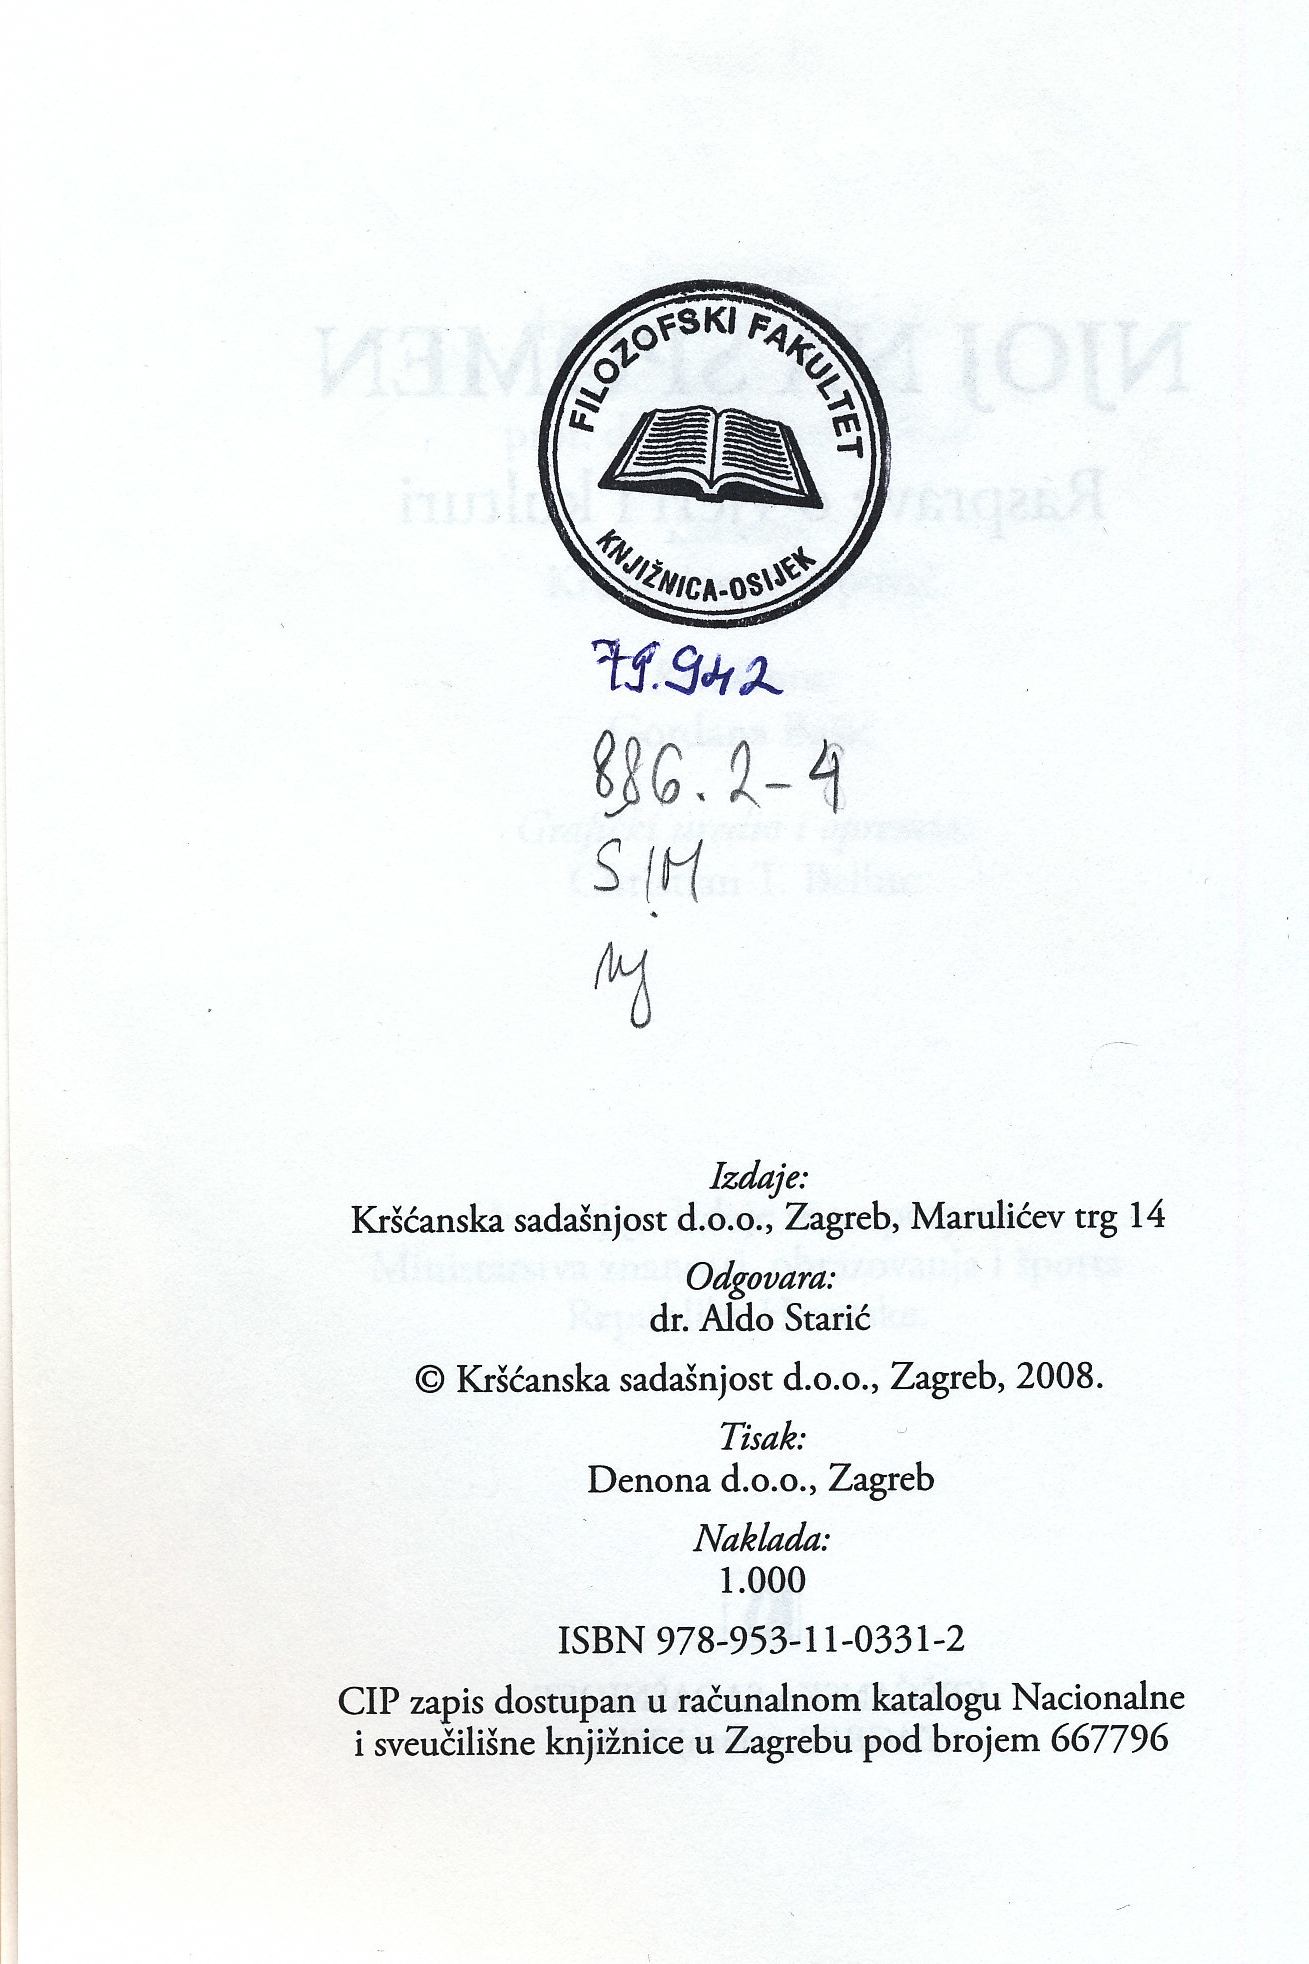 FILOZOFSKI FAKULTET
KNJIŽNICA-OSIJEK
79.942
886.2-4
SIM
nj
Izdaje:
Kršćanska sadašnjost d.o.o., Zagreb, Marulićev trg 14
Odgovara:
dr. Aldo Starić
© Kršćanska sadašnjost d.o.o., Zagreb, 2008.
Tisak:
Denona d.o.o., Zagreb
Naklada:
1.000
ISBN 978-953-11-0331-2
CIP zapis dostupan u računalnom katalogu Nacionalne
i sveučilišne knjižnice u Zagrebu pod brojem 667796